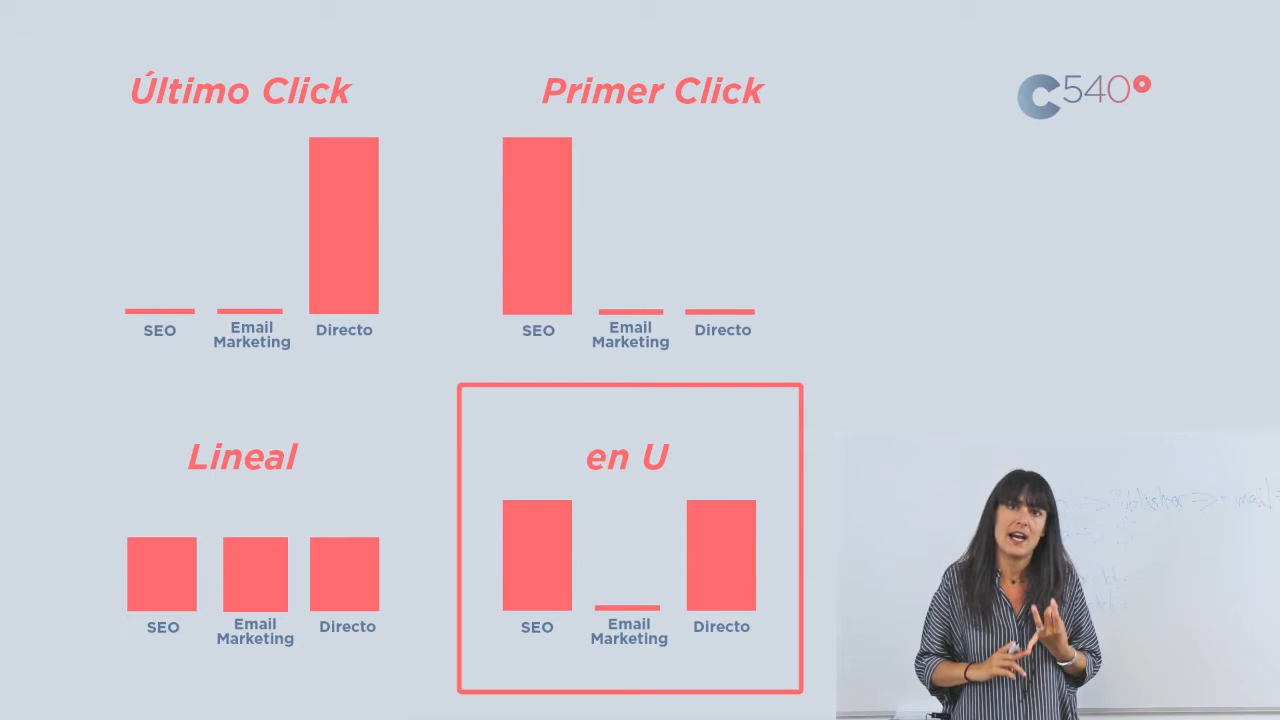 Último Click
Primer Click
C540°
SEO
Email
Marketing
Directo
SEO
Email
Marketing
Directo
Lineal
en U
SEO
Email
Marketing
Directo
SEO
Email
Marketing
Directo